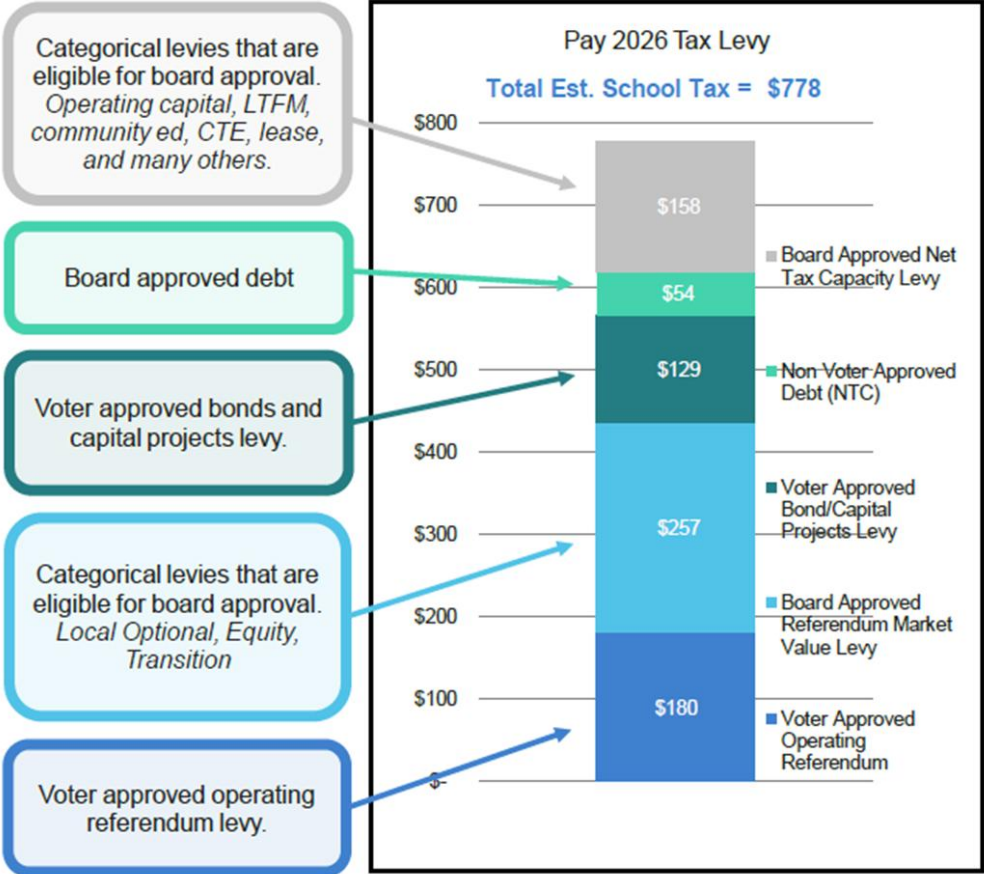 Categorical levies that are
eligible for board approval.
Operating capital, LTFM,
community ed, CTE, lease,
and many others.
Board approved debt
Voter approved bonds and
capital projects levy.
Categorical levies that are
eligible for board approval.
Local Optional, Equity,
Transition
Voter approved operating
referendum levy.
Pay 2026 Tax Levy
Total Est. School Tax = $778
$800
$700
$600
$500
$400
$300
$200
$100
$-
$158
$54
$129
$257
$180
Board Approved Net
Tax Capacity Levy
Non Voter Approved
Debt (NTC)
Voter Approved
Bond/Capital
Projects Levy
Board Approved
Referendum Market
Value Levy
Voter Approved
Operating
Referendum